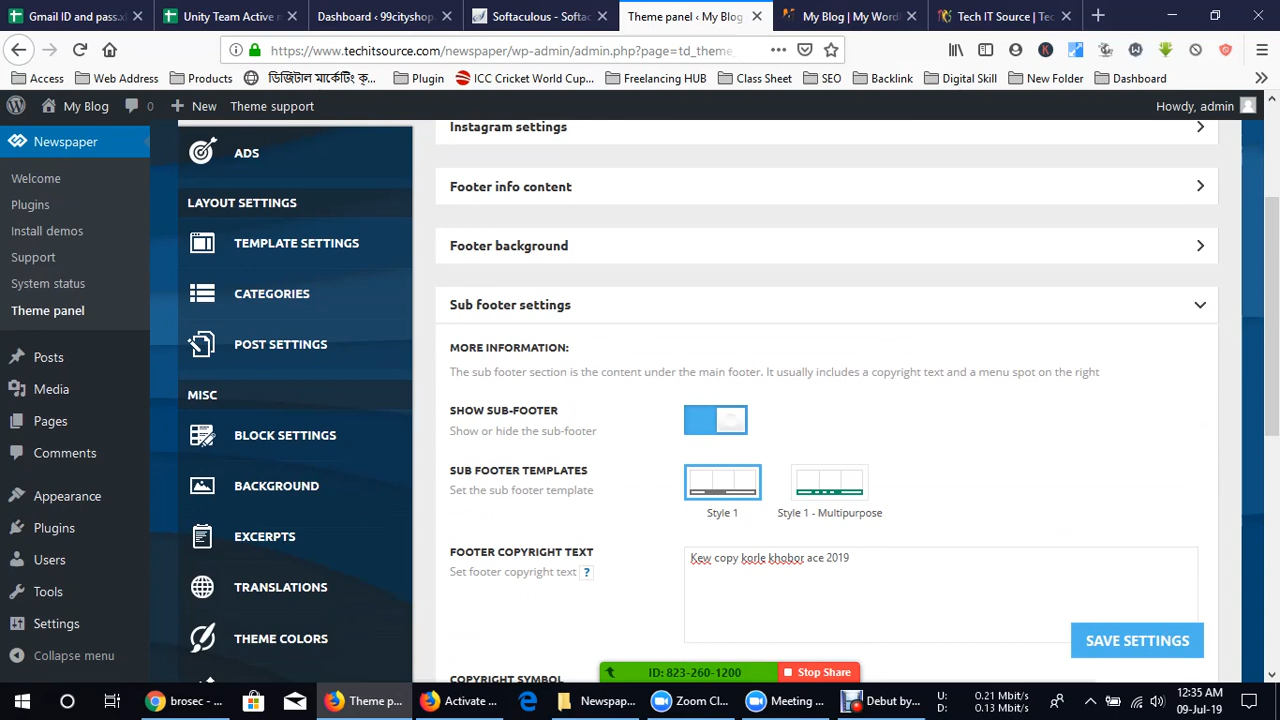 Gmail ID and pass.x
Unity Team Active m
Dashboard ‹ 99cityshop
Softaculous - Softac
Theme panel ‹ My Blog
My Blog | My WordP
Tech IT Source | Tec
https://www.techitsource.com/newspaper/wp-admin/admin.php?page=td_theme_
Access
Web Address
Products
ডিজিটাল মার্কেটিং কৃ...
Plugin
ICC Cricket World Cup...
Freelancing HUB
Class Sheet
SEO
Backlink
Digital Skill
New Folder
Dashboard
My Blog
0
New
Theme support
Howdy, admin
Newspaper
Welcome
Plugins
Install demos
Support
System status
Theme panel
Posts
Media
Pages
Comments
Appearance
Plugins
Users
Tools
Settings
Collapse menu
ADS
LAYOUT SETTINGS
TEMPLATE SETTINGS
CATEGORIES
POST SETTINGS
MISC
BLOCK SETTINGS
BACKGROUND
EXCERPTS
TRANSLATIONS
THEME COLORS
Instagram settings
Footer info content
Footer background
Sub footer settings
MORE INFORMATION:
The sub footer section is the content under the main footer. It usually includes a copyright text and a menu spot on the right
SHOW SUB-FOOTER
Show or hide the sub-footer
SUB FOOTER TEMPLATES
Set the sub footer template
Style 1
Style 1 - Multipurpose
FOOTER COPYRIGHT TEXT
Set footer copyright text ?
Kew copy korle khobor ace 2019
SAVE SETTINGS
COPYRIGHT SYMBOL
ID: 823-260-1200
Stop Share
brosec - ...
Theme p...
Activate ...
Newspap...
Zoom Cl...
Meeting ...
Debut by...
U: 0.21 Mbit/s
D: 0.13 Mbit/s
12:35 AM
09-Jul-19